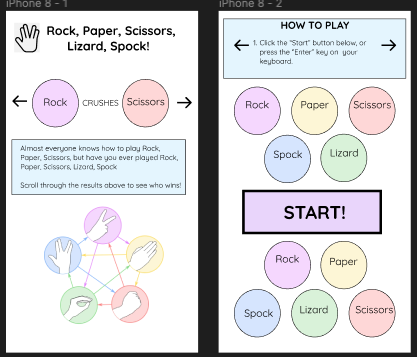 iPhone 8 - 1
Rock, Paper, Scissors,
Lizard, Spock!
Rock
CRUSHES
Scissors
Almost everyone knows how to play Rock,
Paper, Scissors, but have you ever played Rock,
Paper, Scissors, Lizard, Spock
Scroll through the results above to see who wins!
iPhone 8 - 2
HOW TO PLAY
1. Click the "Start" button below, or
press the "Enter" key on your
keyboard.
Rock
Paper
Scissors
Spock
Lizard
START!
Rock
Paper
Spock
Lizard
Scissors